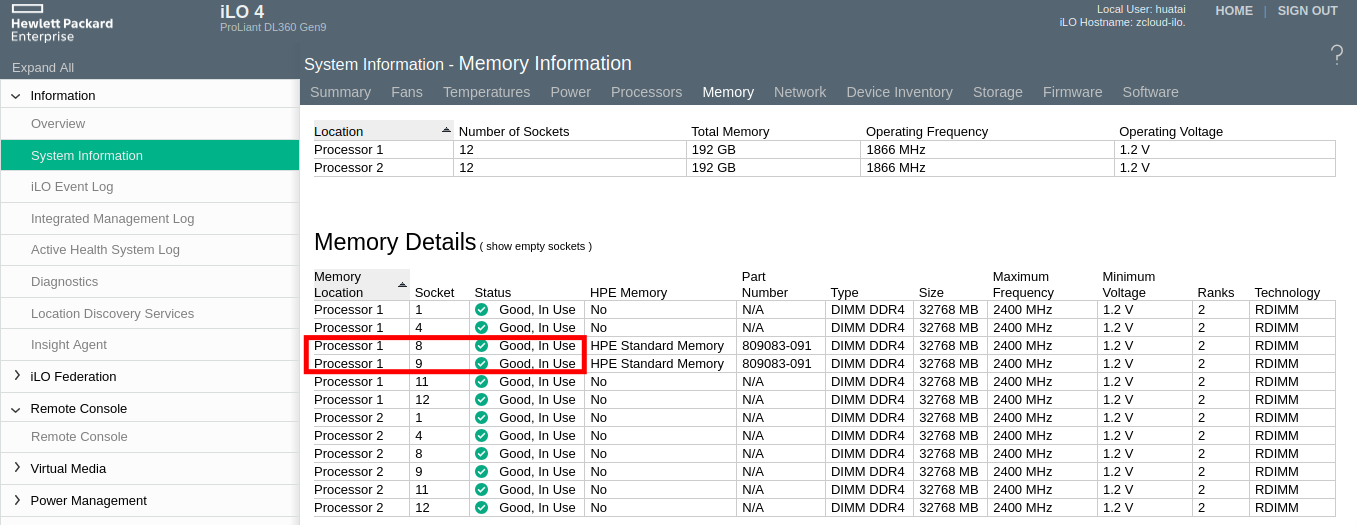 Hewlett Packard
Enterprise
iLO 4
ProLiant DL360 Gen9
Local User: huatai
iLO Hostname: zcloud-ilo.
HOME | SIGN OUT
Expand All
System Information - Memory Information
?
Summary Fans Temperatures Power Processors Memory Network Device Inventory Storage Firmware Software
Information
Overview
System Information
iLO Event Log
Integrated Management Log
Active Health System Log
Diagnostics
Location Discovery Services
Insight Agent
iLO Federation
Remote Console
Remote Console
Virtual Media
Power Management
Location Number of Sockets Total Memory Operating Frequency Operating Voltage
Processor 1 12 192 GB 1866 MHz 1.2 V
Processor 2 12 192 GB 1866 MHz 1.2 V
Memory Details ( show empty sockets )
Memory Location Socket Status HPE Memory Part Number Type Size Maximum Frequency Minimum Voltage Ranks Technology
Processor 1 1 Good, In Use No N/A DIMM DDR4 32768 MB 2400 MHz 1.2 V 2 RDIMM
Processor 1 4 Good, In Use No N/A DIMM DDR4 32768 MB 2400 MHz 1.2 V 2 RDIMM
Processor 1 8 Good, In Use HPE Standard Memory 809083-091 DIMM DDR4 32768 MB 2400 MHz 1.2 V 2 RDIMM
Processor 1 9 Good, In Use HPE Standard Memory 809083-091 DIMM DDR4 32768 MB 2400 MHz 1.2 V 2 RDIMM
Processor 1 11 Good, In Use No N/A DIMM DDR4 32768 MB 2400 MHz 1.2 V 2 RDIMM
Processor 1 12 Good, In Use No N/A DIMM DDR4 32768 MB 2400 MHz 1.2 V 2 RDIMM
Processor 2 1 Good, In Use No N/A DIMM DDR4 32768 MB 2400 MHz 1.2 V 2 RDIMM
Processor 2 4 Good, In Use No N/A DIMM DDR4 32768 MB 2400 MHz 1.2 V 2 RDIMM
Processor 2 8 Good, In Use No N/A DIMM DDR4 32768 MB 2400 MHz 1.2 V 2 RDIMM
Processor 2 9 Good, In Use No N/A DIMM DDR4 32768 MB 2400 MHz 1.2 V 2 RDIMM
Processor 2 11 Good, In Use No N/A DIMM DDR4 32768 MB 2400 MHz 1.2 V 2 RDIMM
Processor 2 12 Good, In Use No N/A DIMM DDR4 32768 MB 2400 MHz 1.2 V 2 RDIMM